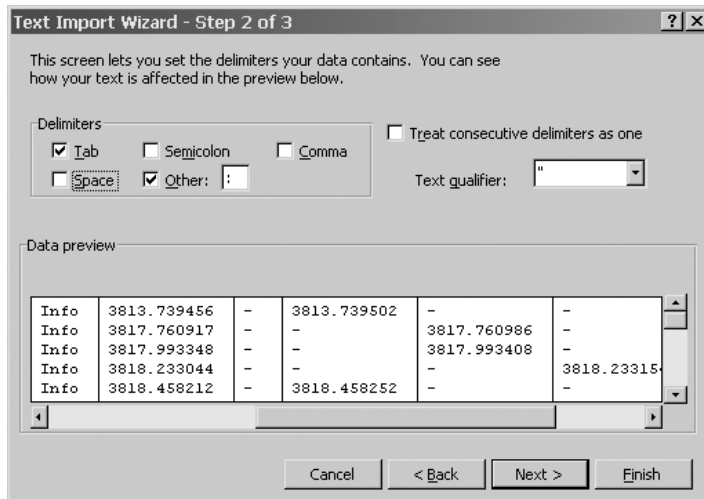 Text Import Wizard - Step 2 of 3
This screen lets you set the delimiters your data contains. You can see
how your text is affected in the preview below.
Delimiters
Tab Semicolon Comma
Space Other: :
Treat consecutive delimiters as one
Text qualifier: "
Data preview
Info 3813.739456 - 3813.739502 - -
Info 3817.760917 - - 3817.760986 -
Info 3817.993348 - - 3817.993408 -
Info 3818.233044 - - - 3818.23315
Info 3818.458212 - 3818.458252 - -
Cancel < Back Next > Finish